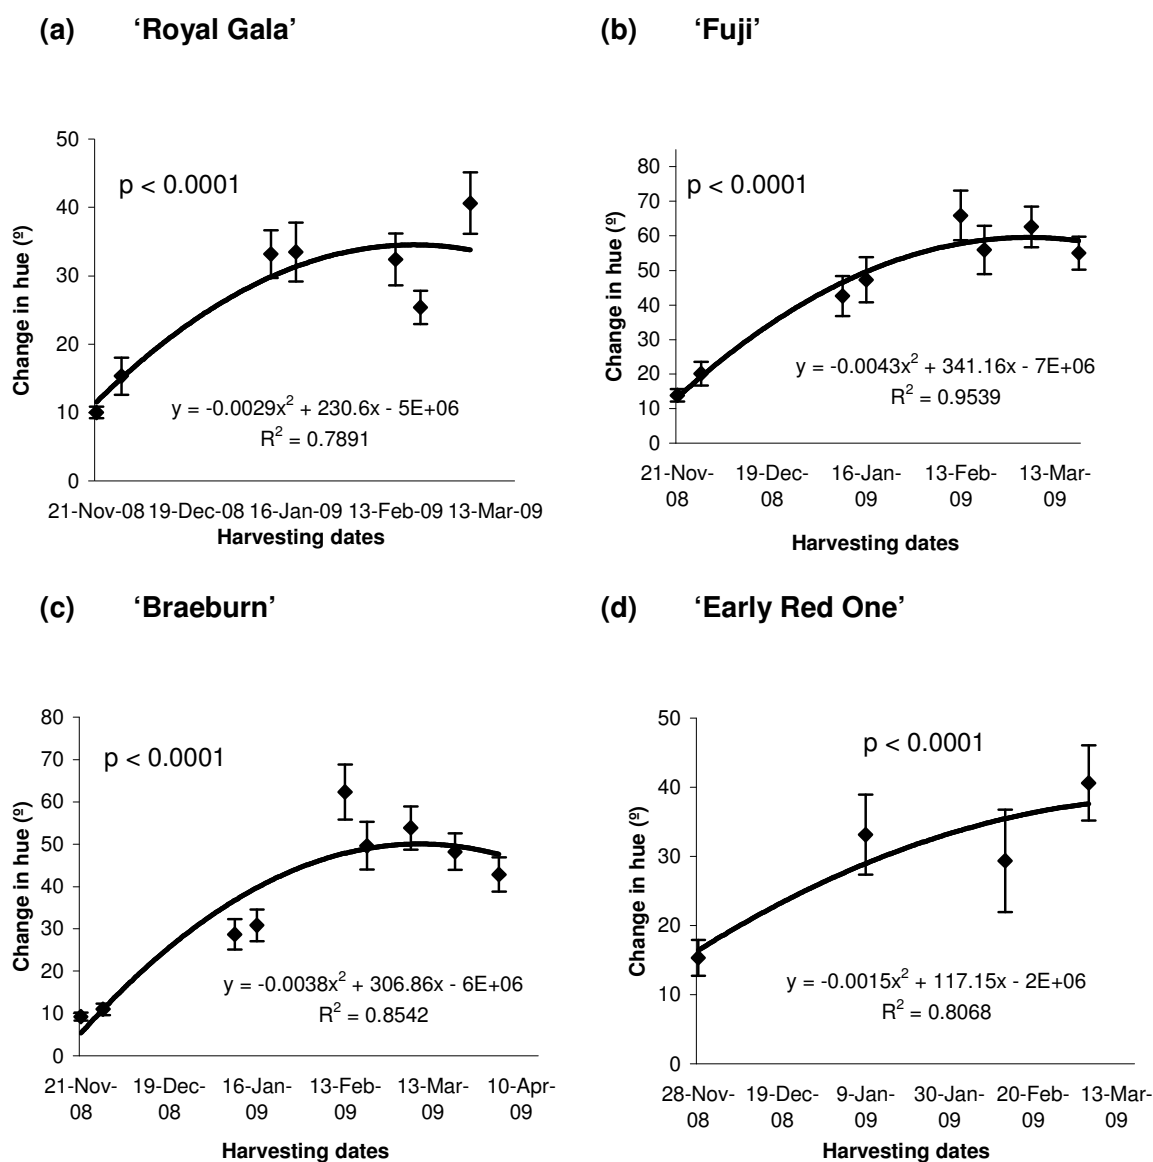 (a) ‘Royal Gala’
50
40
30
20
10
0
Change in hue (º)
p < 0.0001
y = -0.0029x² + 230.6x - 5E+06
R² = 0.7891
21-Nov-08 19-Dec-08 16-Jan-09 13-Feb-09 13-Mar-09
Harvesting dates
(b) ‘Fuji’
80
70
60
50
40
30
20
10
0
Change in hue (º)
p < 0.0001
y = -0.0043x² + 341.16x - 7E+06
R² = 0.9539
21-Nov- 19-Dec- 16-Jan- 13-Feb- 13-Mar-
08 08 09 09 09
Harvesting dates
(c) ‘Braeburn’
80
70
60
50
40
30
20
10
0
Change in hue (º)
p < 0.0001
y = -0.0038x² + 306.86x - 6E+06
R² = 0.8542
21-Nov- 19-Dec- 16-Jan- 13-Feb- 13-Mar- 10-Apr-
08 08 09 09 09 09
Harvesting dates
(d) ‘Early Red One’
50
40
30
20
10
0
Change in hue (º)
p < 0.0001
y = -0.0015x² + 117.15x - 2E+06
R² = 0.8068
28-Nov- 19-Dec- 9-Jan- 30-Jan- 20-Feb- 13-Mar-
08 08 09 09 09 09
Harvesting dates